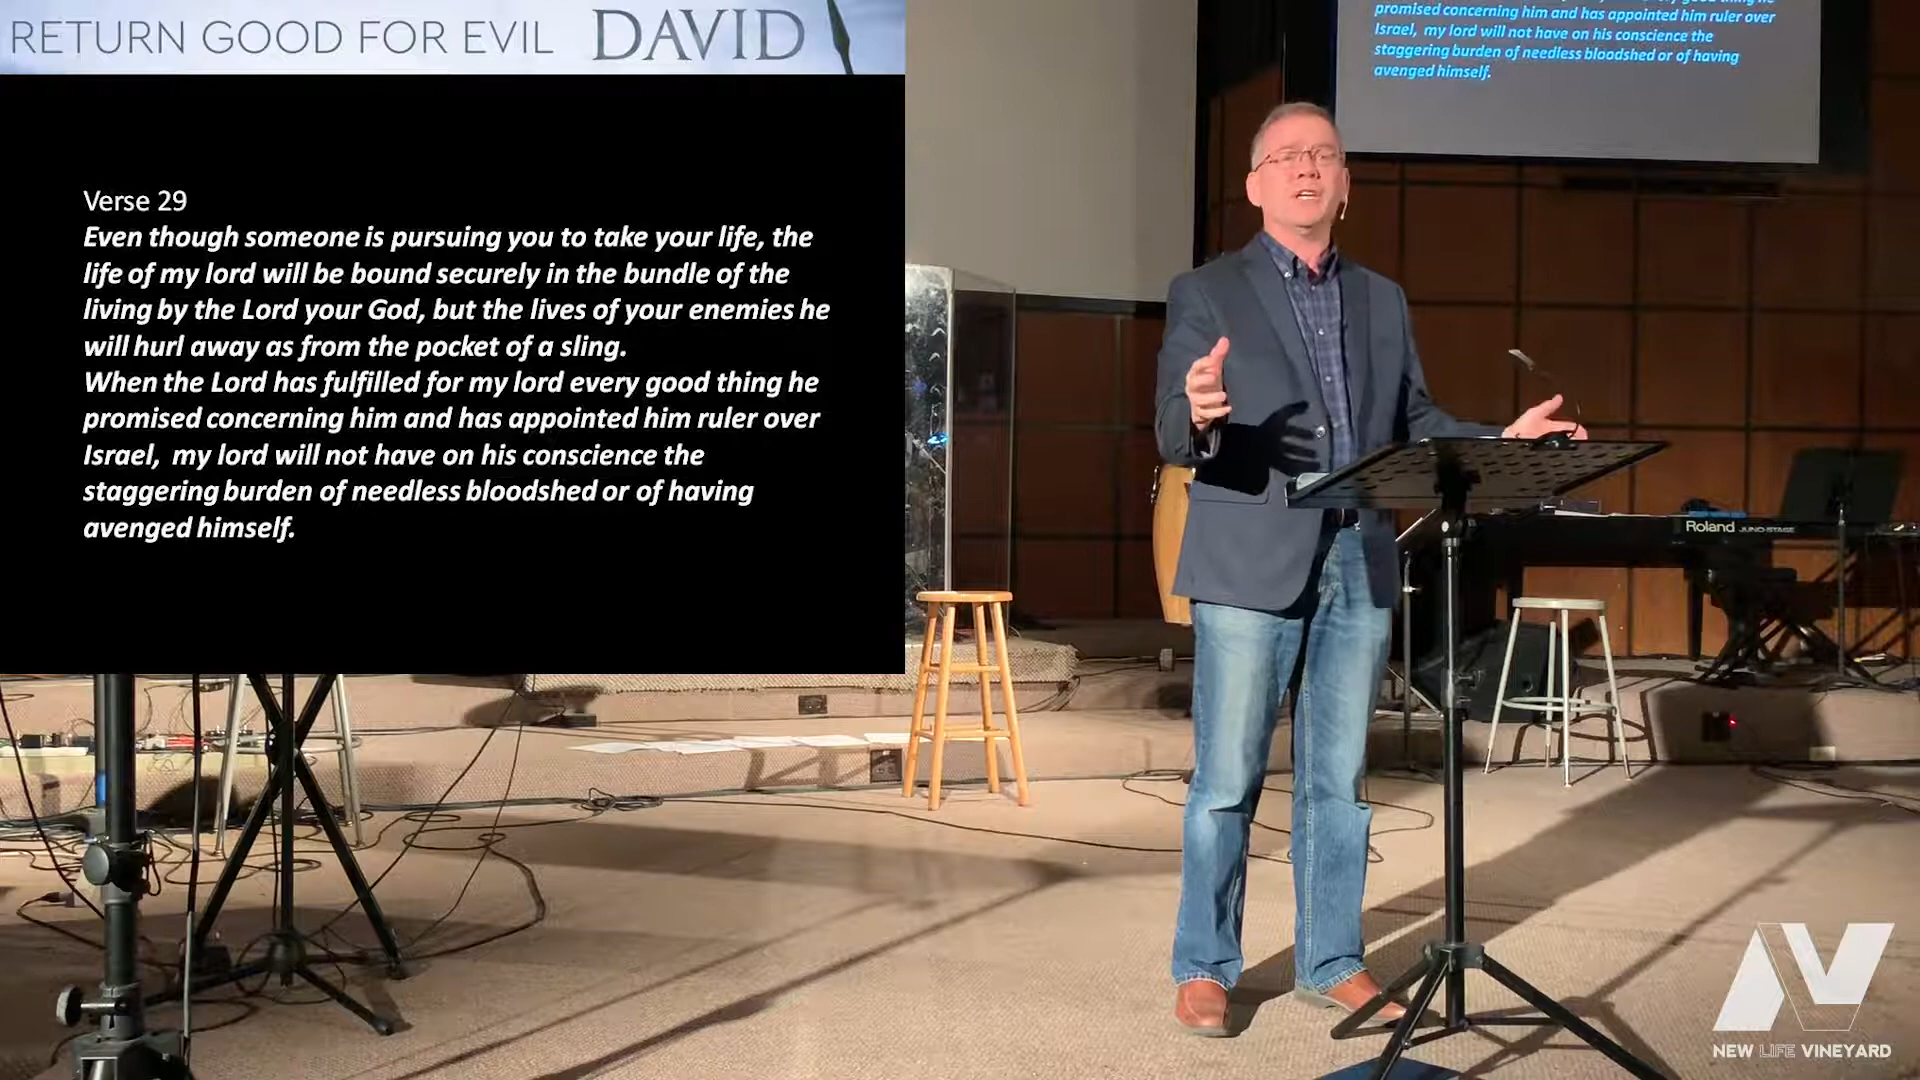 RETURN GOOD FOR EVIL DAVID
Verse 29
Even though someone is pursuing you to take your life, the
life of my lord will be bound securely in the bundle of the
living by the Lord your God, but the lives of your enemies he
will hurl away as from the pocket of a sling.
When the Lord has fulfilled for my lord every good thing he
promised concerning him and has appointed him ruler over
Israel, my lord will not have on his conscience the
staggering burden of needless bloodshed or of having
avenged himself.
promised concerning him and has appointed him ruler over
Israel, my lord will not have on his conscience the
staggering burden of needless bloodshed or of having
avenged himself.
Roland JUNO-STAGE
NEW LIFE VINEYARD